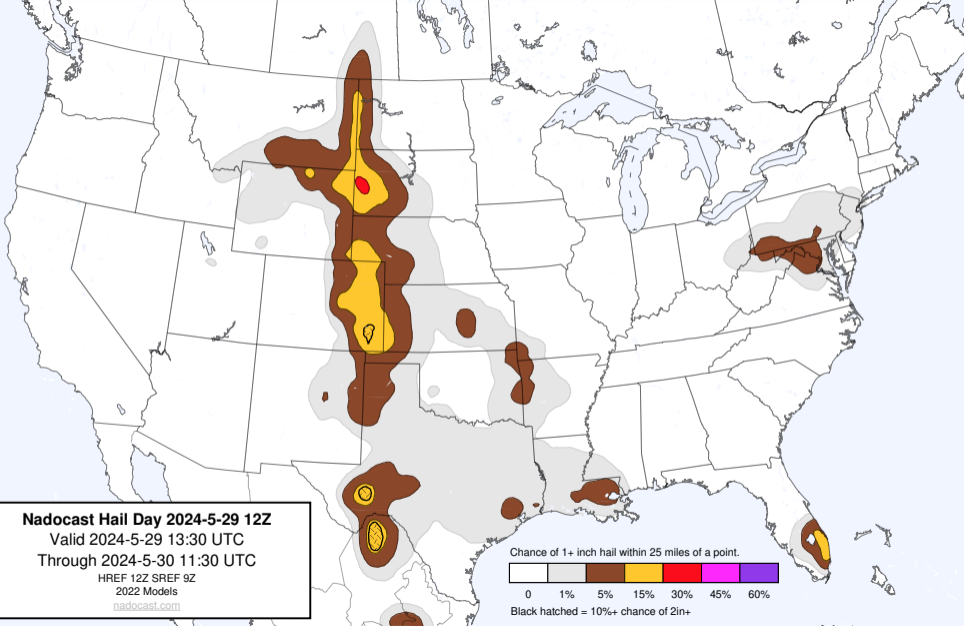 Nadocast Hail Day 2024-5-29 12Z
Valid 2024-5-29 13:30 UTC
Through 2024-5-30 11:30 UTC
HREF 12Z SREF 9Z
2022 Models
nadocast.com
Chance of 1+ inch hail within 25 miles of a point.
0 1% 5% 15% 30% 45% 60%
Black hatched = 10%+ chance of 2in+